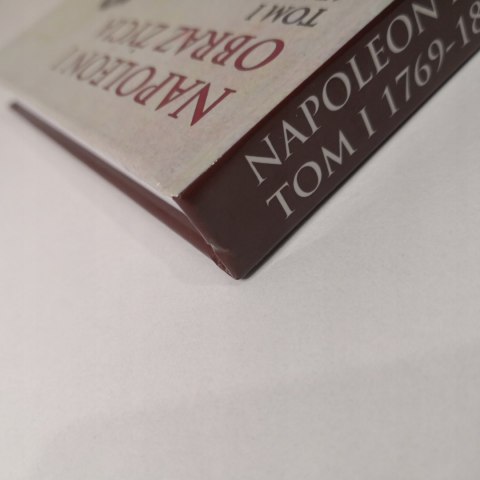 NAPOLEON I
OBRAZ ŻYCIA
TOM I
NAPOLEON
TOM I 1769-18